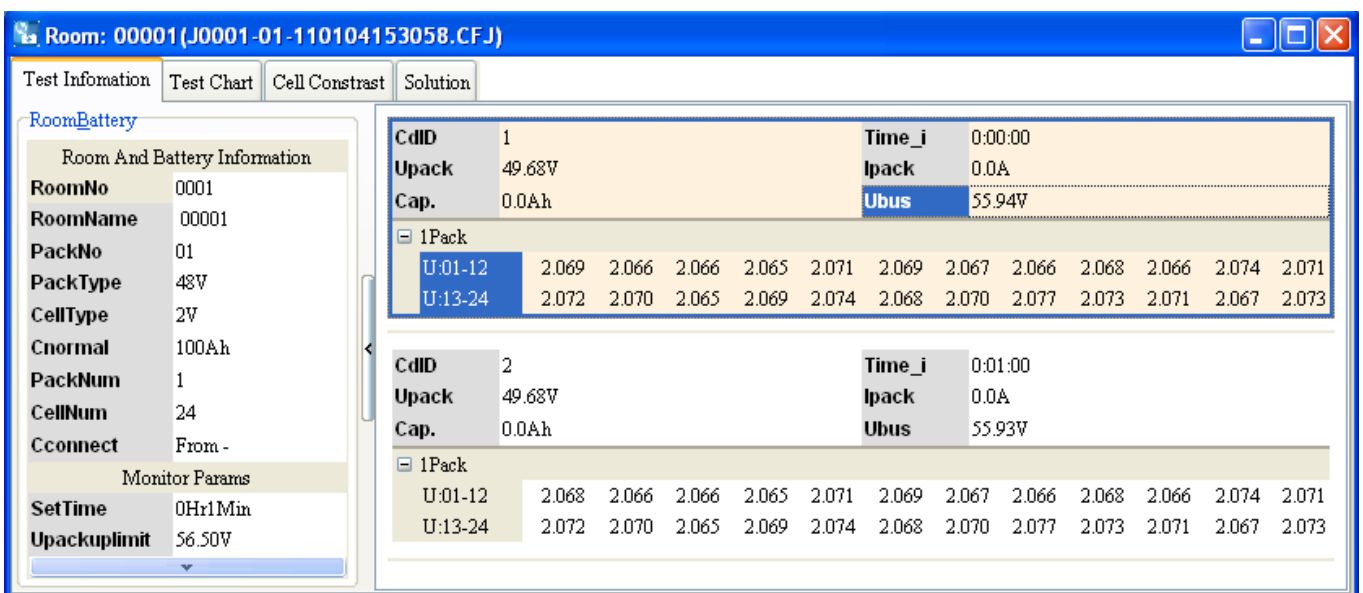 Room: 00001(J0001-01-110104153058.CFJ)
Test Infomation Test Chart Cell Constrast Solution
RoomBattery
Room And Battery Information
RoomNo 0001
RoomName 00001
PackNo 01
PackType 48V
CellType 2V
Cnormal 100Ah
PackNum 1
CellNum 24
Cconnect From -
Monitor Params
SetTime 0Hr1Min
Upackuplimit 56.50V
CdID 1 Time_i 0:00:00
Upack 49.68V Ipack 0.0A
Cap. 0.0Ah Ubus 55.94V
1Pack
U:01-12 2.069 2.066 2.066 2.065 2.071 2.069 2.067 2.066 2.068 2.066 2.074 2.071
U:13-24 2.072 2.070 2.065 2.069 2.074 2.068 2.070 2.077 2.073 2.071 2.067 2.073
CdID 2 Time_i 0:01:00
Upack 49.68V Ipack 0.0A
Cap. 0.0Ah Ubus 55.93V
1Pack
U:01-12 2.068 2.066 2.066 2.065 2.071 2.069 2.067 2.066 2.068 2.066 2.074 2.071
U:13-24 2.072 2.070 2.065 2.069 2.074 2.068 2.070 2.077 2.073 2.071 2.067 2.073